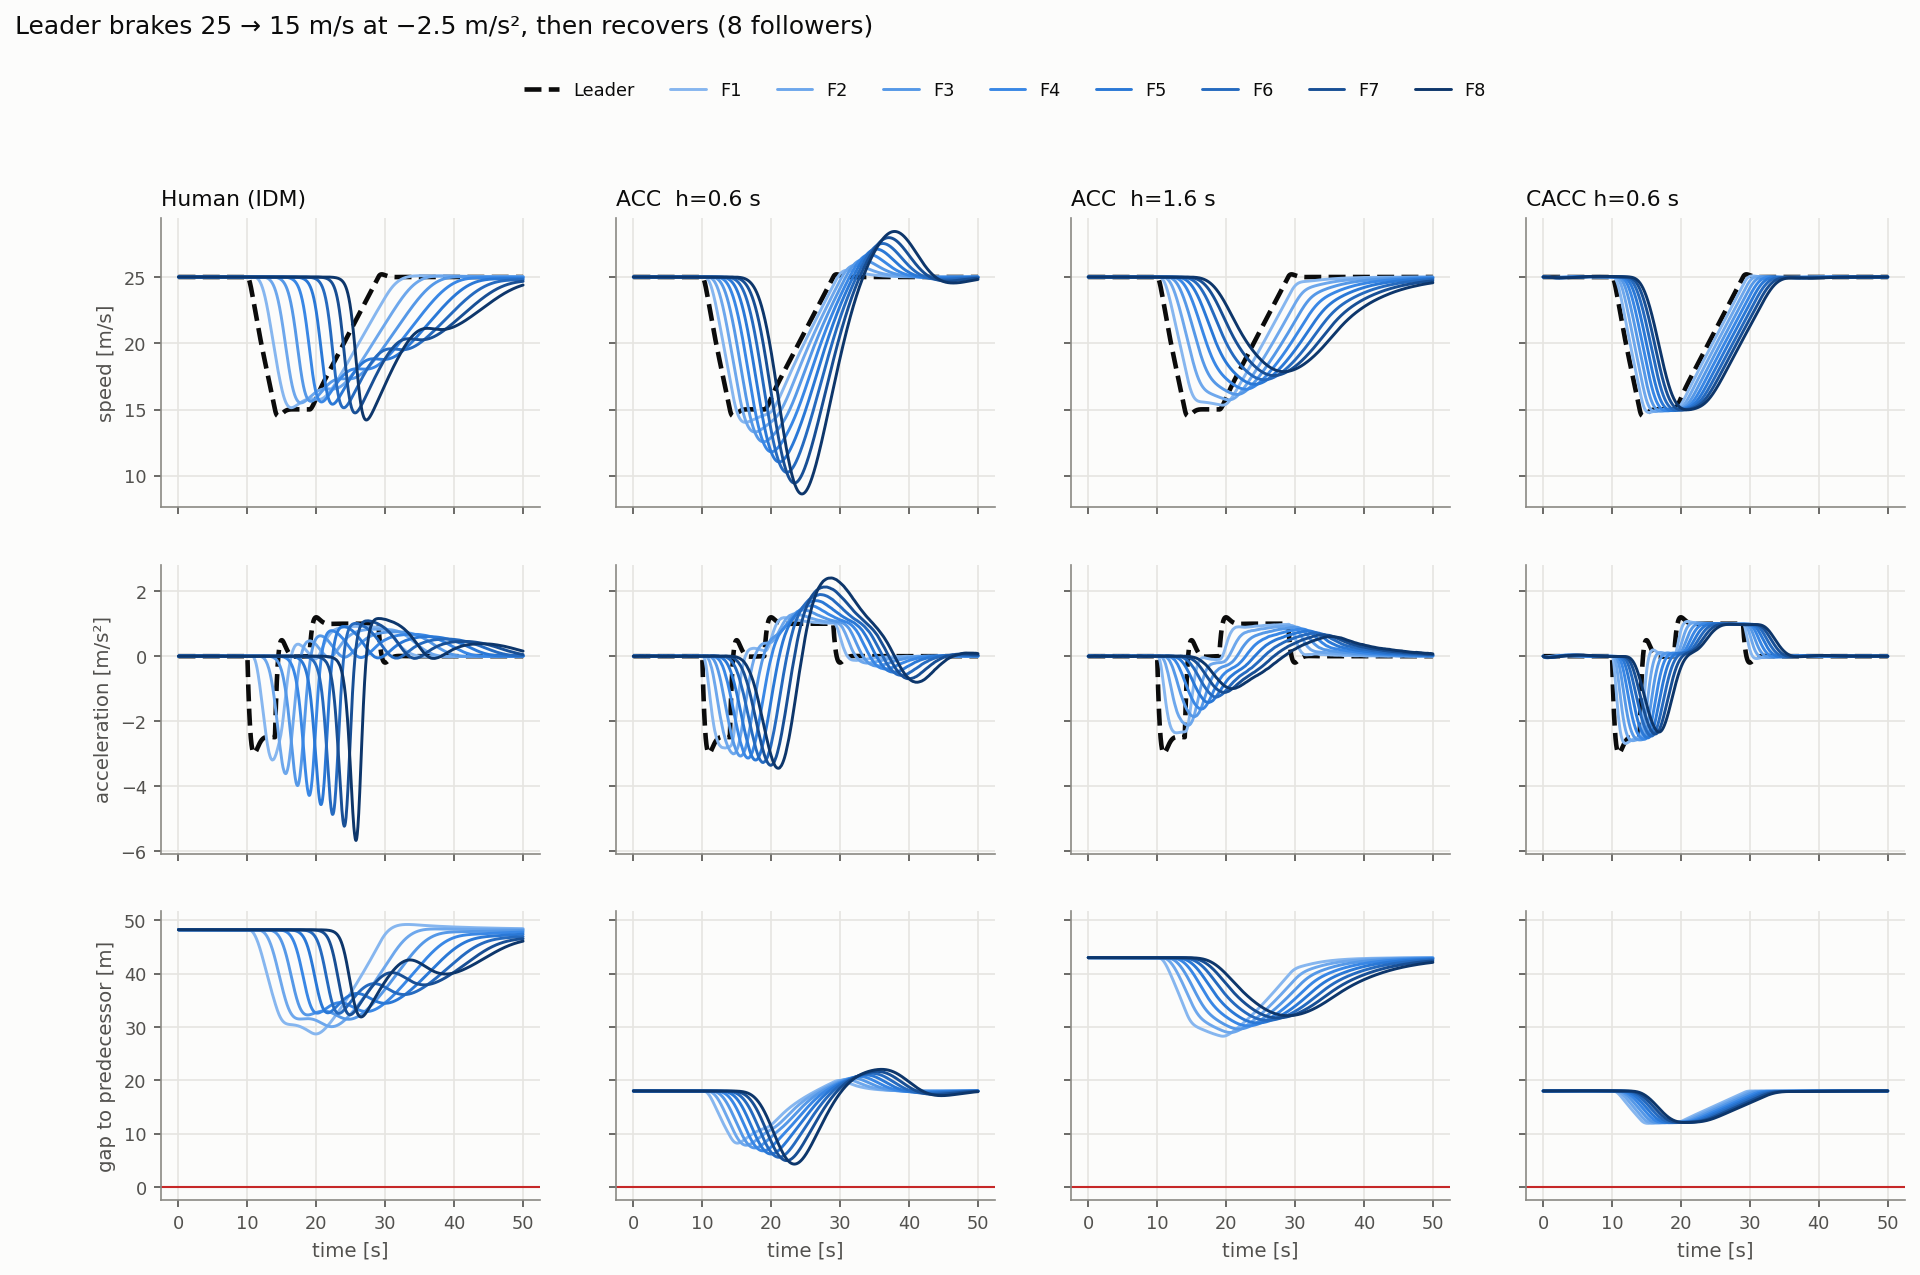 Leader brakes 25 → 15 m/s at −2.5 m/s², then recovers (8 followers)
Leader F1 F2 F3 F4 F5 F6 F7 F8
Human (IDM)
ACC  h=0.6 s
ACC  h=1.6 s
CACC h=0.6 s
speed [m/s]
25
20
15
10
acceleration [m/s²]
2
0
−2
−4
−6
gap to predecessor [m]
50
40
30
20
10
0
0 10 20 30 40 50
0 10 20 30 40 50
0 10 20 30 40 50
0 10 20 30 40 50
time [s]
time [s]
time [s]
time [s]